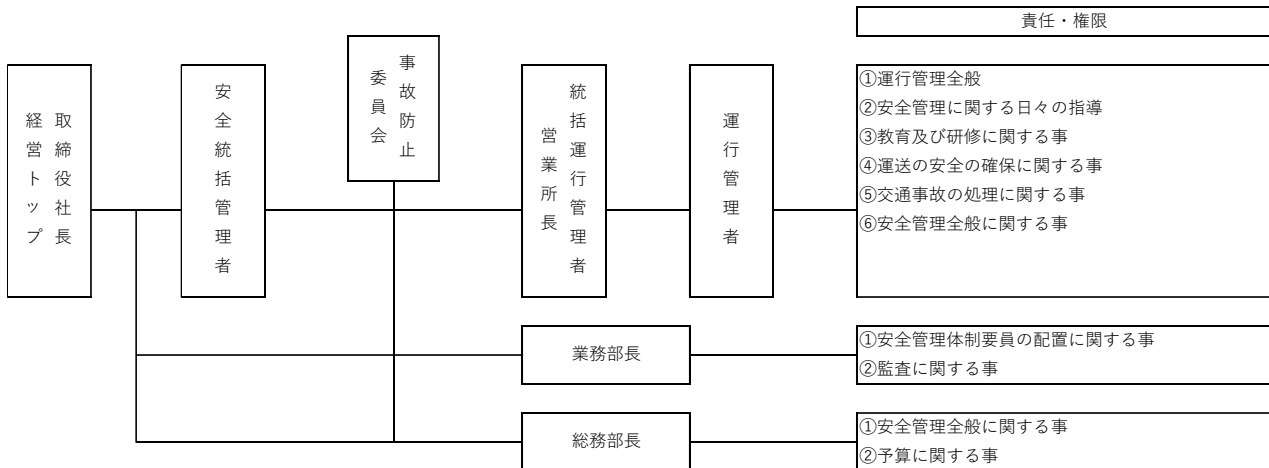 責任・権限
取締役社長
経営トップ
安全統括管理者
事故防止
委員会
統括運行管理者
営業所長
運行管理者
①運行管理全般
②安全管理に関する日々の指導
③教育及び研修に関する事
④運送の安全の確保に関する事
⑤交通事故の処理に関する事
⑥安全管理全般に関する事
業務部長
①安全管理体制要員の配置に関する事
②監査に関する事
総務部長
①安全管理全般に関する事
②予算に関する事